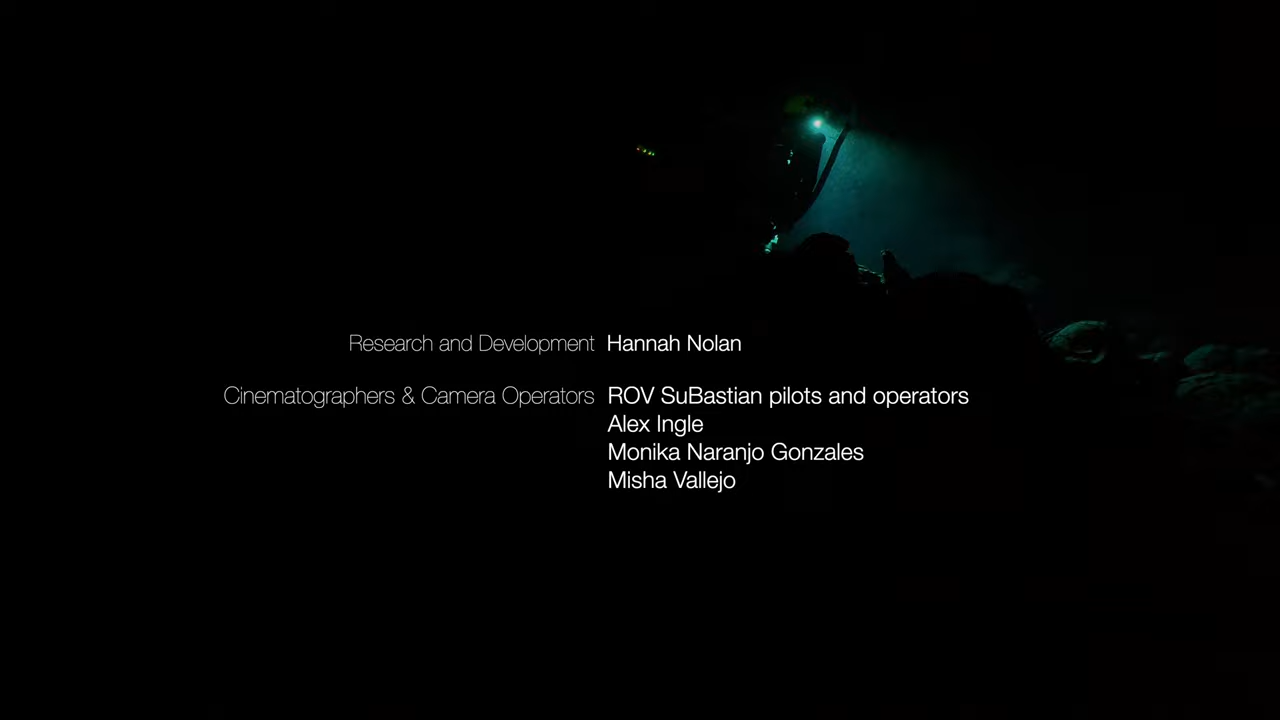 Research and Development Hannah Nolan
Cinematographers & Camera Operators ROV SuBastian pilots and operators
Alex Ingle
Monika Naranjo Gonzales
Misha Vallejo